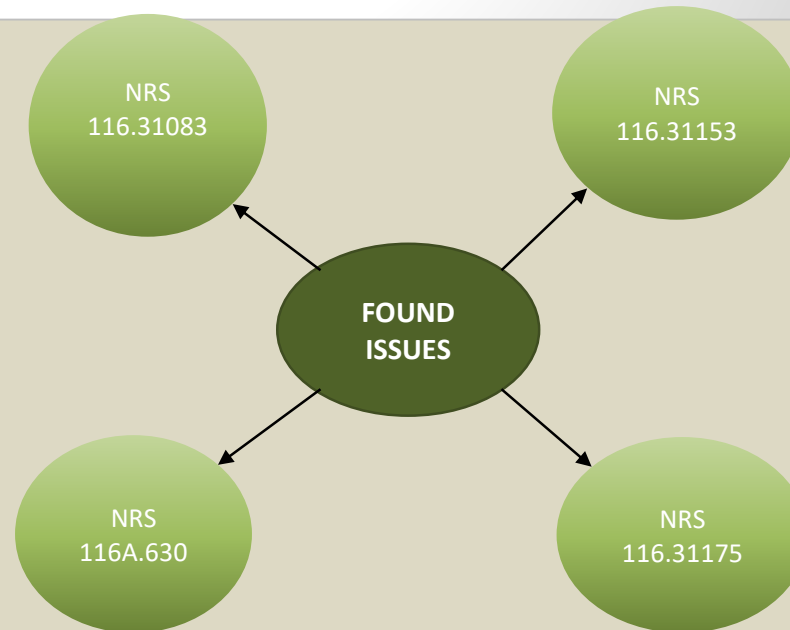 NRS
116.31083
NRS
116.31153
FOUND
ISSUES
NRS
116A.630
NRS
116.31175